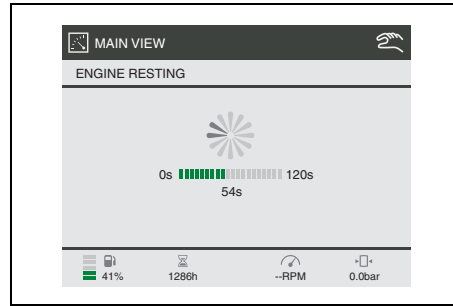 MAIN VIEW
ENGINE RESTING
0s 120s
54s
41% 1286h --RPM 0.0bar